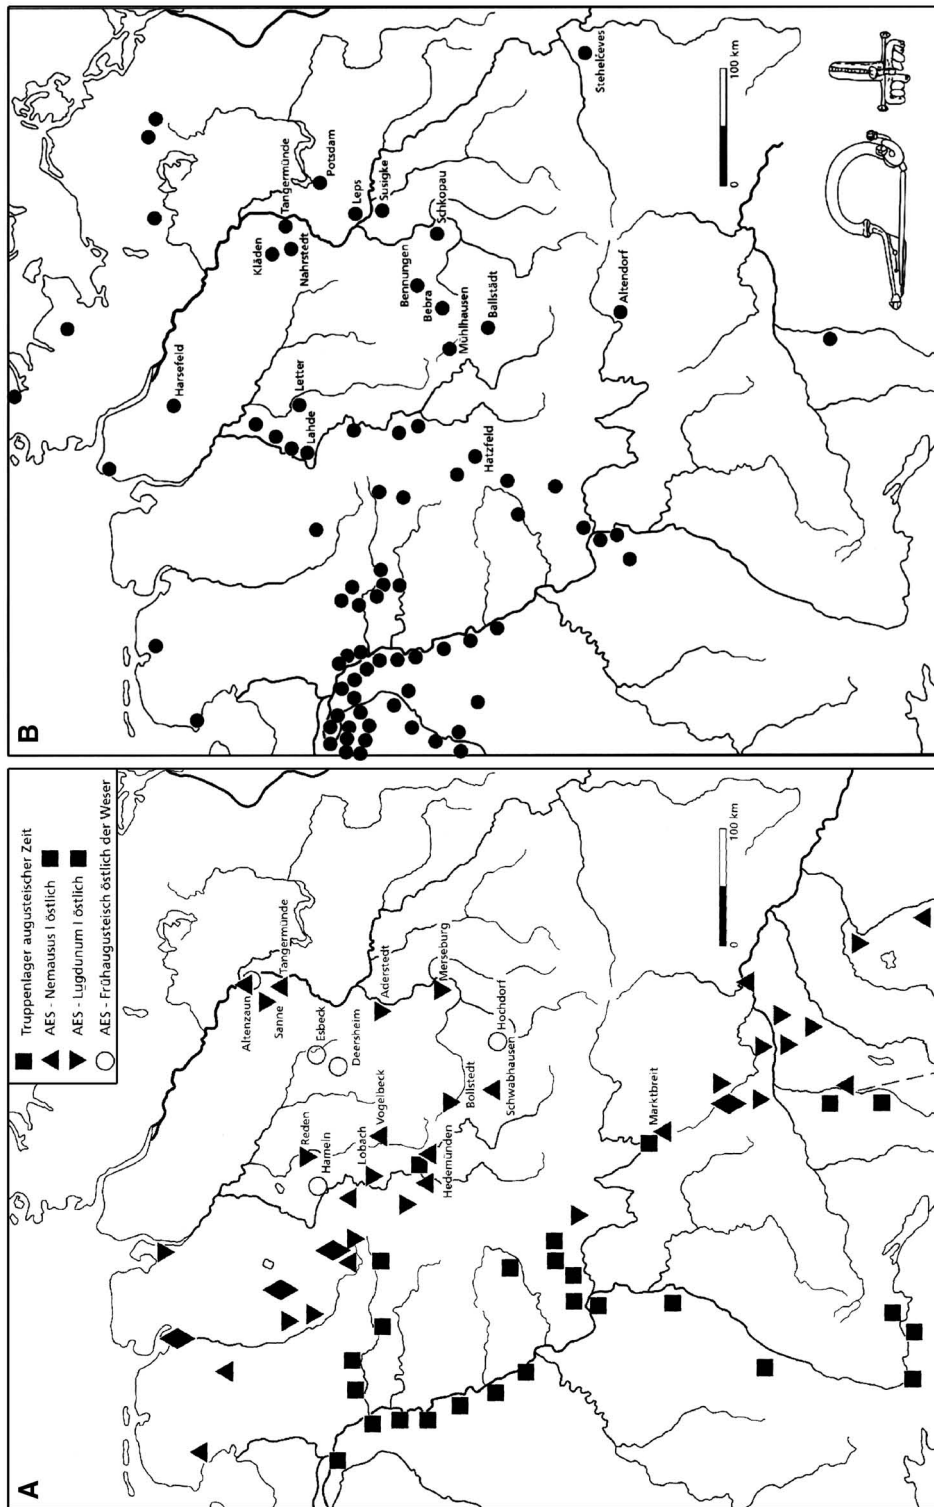 A
Truppenlager augusteischer Zeit
AES - Nemausus I östlich
AES - Lugdunum I östlich
AES - Frühaugusteisch östlich der Weser
Altenzaun
Sanne
Tangermünde
Esbeck
Deersheim
Reden
Hameln
Vogelbeck
Lobach
Aderstedt
Merseburg
Hochdorf
Bollstedt
Schwabhausen
Hedemünden
Marktbreit
0
100 km
B
Harsefeld
Kläden
Tangermünde
Nahrstedt
Potsdam
Letter
Lahde
Leps
Susigke
Schkopau
Bennungen
Bebra
Mühlhausen
Ballstädt
Hatzfeld
Stehelčeves
Altendorf
0
100 km